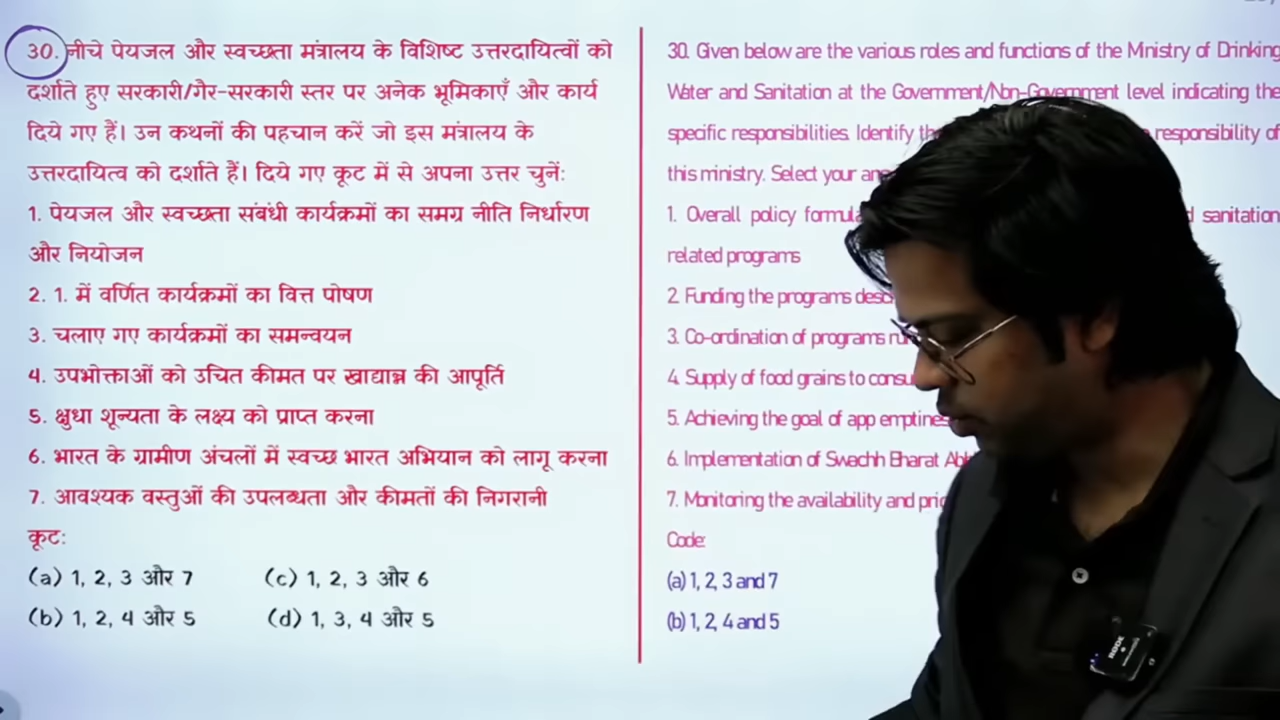 30. नीचे पेयजल और स्वच्छता मंत्रालय के विशिष्ट उत्तरदायित्वों को
दर्शाते हुए सरकारी/गैर-सरकारी स्तर पर अनेक भूमिकाएँ और कार्य
दिये गए हैं। उन कथनों की पहचान करें जो इस मंत्रालय के
उत्तरदायित्व को दर्शाते हैं। दिये गए कूट में से अपना उत्तर चुनें:
1. पेयजल और स्वच्छता संबंधी कार्यक्रमों का समग्र नीति निर्धारण
और नियोजन
2. 1. में वर्णित कार्यक्रमों का वित्त पोषण
3. चलाए गए कार्यक्रमों का समन्वयन
4. उपभोक्ताओं को उचित कीमत पर खाद्यान्न की आपूर्ति
5. क्षुधा शून्यता के लक्ष्य को प्राप्त करना
6. भारत के ग्रामीण अंचलों में स्वच्छ भारत अभियान को लागू करना
7. आवश्यक वस्तुओं की उपलब्धता और कीमतों की निगरानी
कूट:
(a) 1, 2, 3 और 7 (c) 1, 2, 3 और 6
(b) 1, 2, 4 और 5 (d) 1, 3, 4 और 5
30. Given below are the various roles and functions of the Ministry of Drinking
Water and Sanitation at the Government/Non-Government level indicating the
specific responsibilities. Identify responsibility of
this ministry. Select your
1. Overall policy sanitation
related programs
2. Funding the programs
3. Co-ordination of programs
4. Supply of food grains to
5. Achieving the goal of app
6. Implementation of Swachh Bharat
7. Monitoring the availability and
Code:
(a) 1, 2, 3 and 7
(b) 1, 2, 4 and 5
RODE